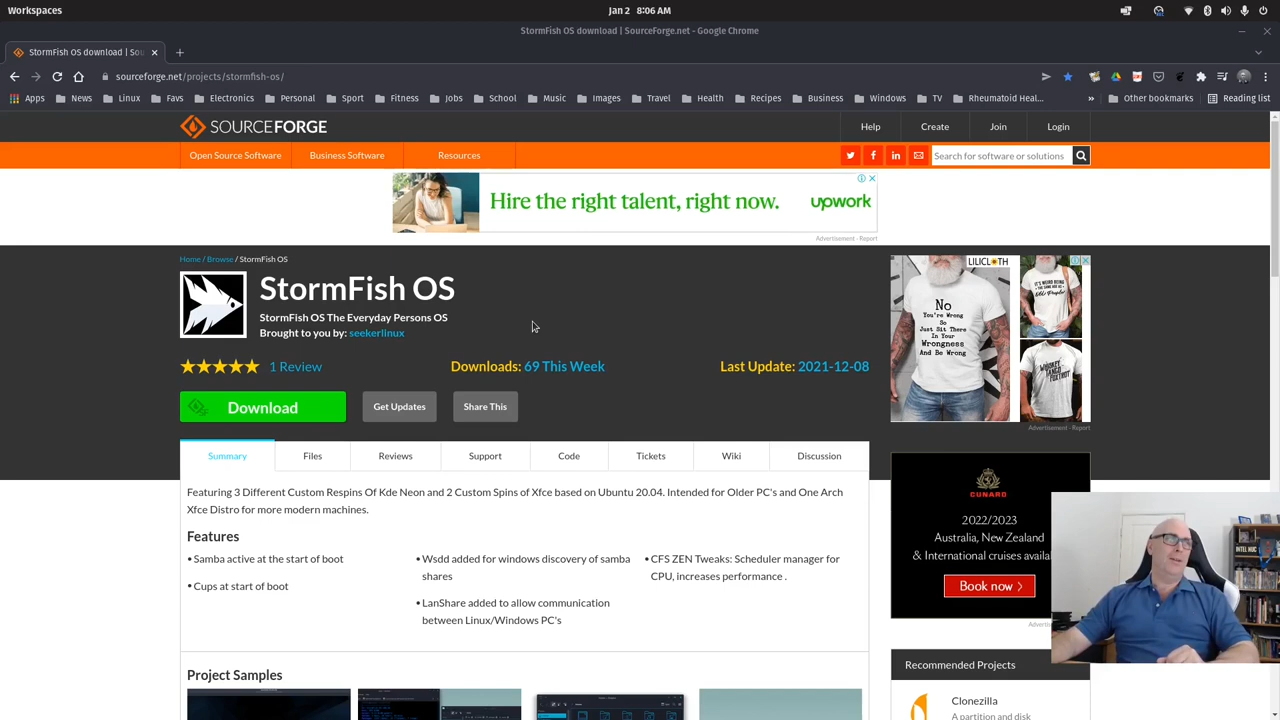 Workspaces
Jan 2 8:06 AM
StormFish OS download | SourceForge.net - Google Chrome
StormFish OS download | Sou
sourceforge.net/projects/stormfish-os/
Apps News Linux Favs Electronics Personal Sport Fitness Jobs School Music Images Travel Health Recipes Business Windows TV Rheumatoid Heal... » Other bookmarks Reading list
SOURCEFORGE
Help Create Join Login
Open Source Software Business Software Resources
Search for software or solutions
Hire the right talent, right now.
upwork
Advertisement - Report
Home / Browse / StormFish OS
StormFish OS
StormFish OS The Everyday Persons OS
Brought to you by: seekerlinux
1 Review
Downloads: 69 This Week
Last Update: 2021-12-08
Download
Get Updates
Share This
LILICLOTH
No
You're Wrong
So
Just Sit There
In Your
Wrongness
And Be Wrong
Advertisement - Report
Summary Files Reviews Support Code Tickets Wiki Discussion
Featuring 3 Different Custom Respins Of Kde Neon and 2 Custom Spins of Xfce based on Ubuntu 20.04. Intended for Older PC's and One Arch
Xfce Distro for more modern machines.
Features
• Samba active at the start of boot
• Cups at start of boot
• Wsdd added for windows discovery of samba
shares
• LanShare added to allow communication
between Linux/Windows PC's
• CFS ZEN Tweaks: Scheduler manager for
CPU, increases performance .
Project Samples
CUNARD
2022/2023
Australia, New Zealand
& International cruises availa
Book now
Adverti
Recommended Projects
Clonezilla
A partition and disk
INTEL NUC